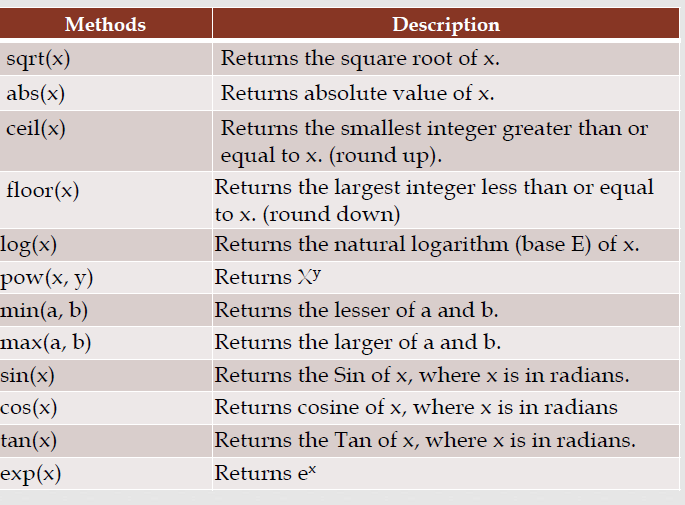 Methods Description
sqrt(x) Returns the square root of x.
abs(x) Returns absolute value of x.
ceil(x) Returns the smallest integer greater than or
equal to x. (round up).
floor(x) Returns the largest integer less than or equal
to x. (round down)
log(x) Returns the natural logarithm (base E) of x.
pow(x, y) Returns Xʸ
min(a, b) Returns the lesser of a and b.
max(a, b) Returns the larger of a and b.
sin(x) Returns the Sin of x, where x is in radians.
cos(x) Returns cosine of x, where x is in radians
tan(x) Returns the Tan of x, where x is in radians.
exp(x) Returns eˣ